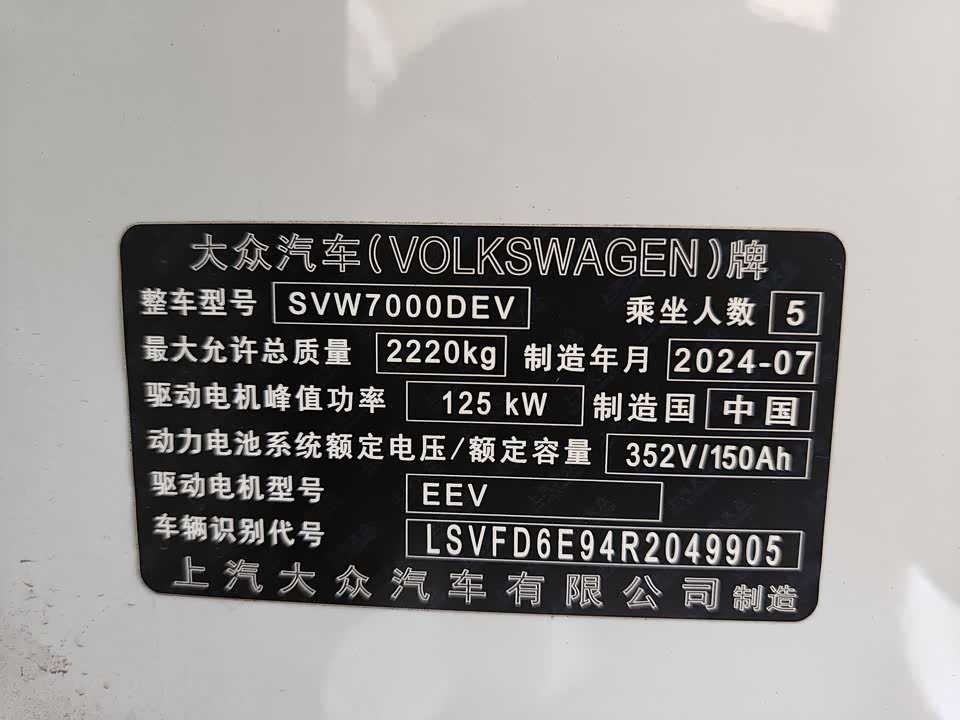 大众汽车(VOLKSWAGEN)牌
整车型号 SVW7000DEV 乘坐人数 5
最大允许总质量 2220kg 制造年月 2024-07
驱动电机峰值功率 125 kW 制造国 中国
动力电池系统额定电压/额定容量 352V/150Ah
驱动电机型号 EEV
车辆识别代号 LSVFD6E94R2049905
上汽大众汽车有限公司 制造